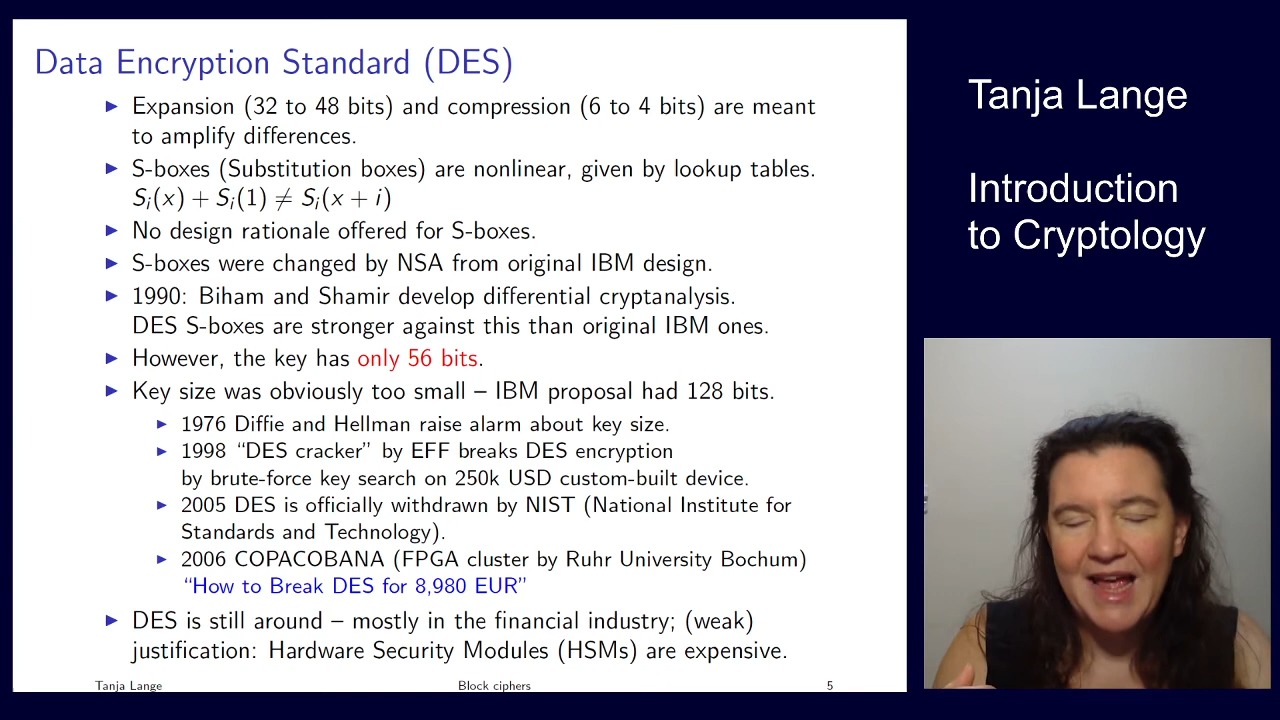 Data Encryption Standard (DES)
▶ Expansion (32 to 48 bits) and compression (6 to 4 bits) are meant
to amplify differences.
▶ S-boxes (Substitution boxes) are nonlinear, given by lookup tables.
Sᵢ(x) + Sᵢ(1) ≠ Sᵢ(x + i)
▶ No design rationale offered for S-boxes.
▶ S-boxes were changed by NSA from original IBM design.
▶ 1990: Biham and Shamir develop differential cryptanalysis.
DES S-boxes are stronger against this than original IBM ones.
▶ However, the key has only 56 bits.
▶ Key size was obviously too small – IBM proposal had 128 bits.
▶ 1976 Diffie and Hellman raise alarm about key size.
▶ 1998 “DES cracker” by EFF breaks DES encryption
by brute-force key search on 250k USD custom-built device.
▶ 2005 DES is officially withdrawn by NIST (National Institute for
Standards and Technology).
▶ 2006 COPACOBANA (FPGA cluster by Ruhr University Bochum)
“How to Break DES for 8,980 EUR”
▶ DES is still around – mostly in the financial industry; (weak)
justification: Hardware Security Modules (HSMs) are expensive.
Tanja Lange
Block ciphers
5
Tanja Lange
Introduction
to Cryptology